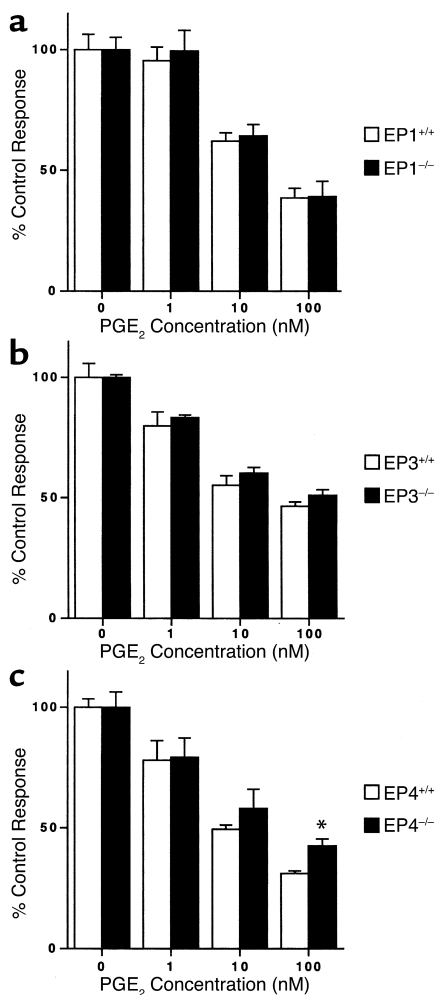 a
100
50
0
% Control Response
0 1 10 100
PGE₂ Concentration (nM)
EP1⁺/⁺
EP1⁻/⁻
b
100
50
0
% Control Response
0 1 10 100
PGE₂ Concentration (nM)
EP3⁺/⁺
EP3⁻/⁻
c
100
50
0
% Control Response
*
0 1 10 100
PGE₂ Concentration (nM)
EP4⁺/⁺
EP4⁻/⁻